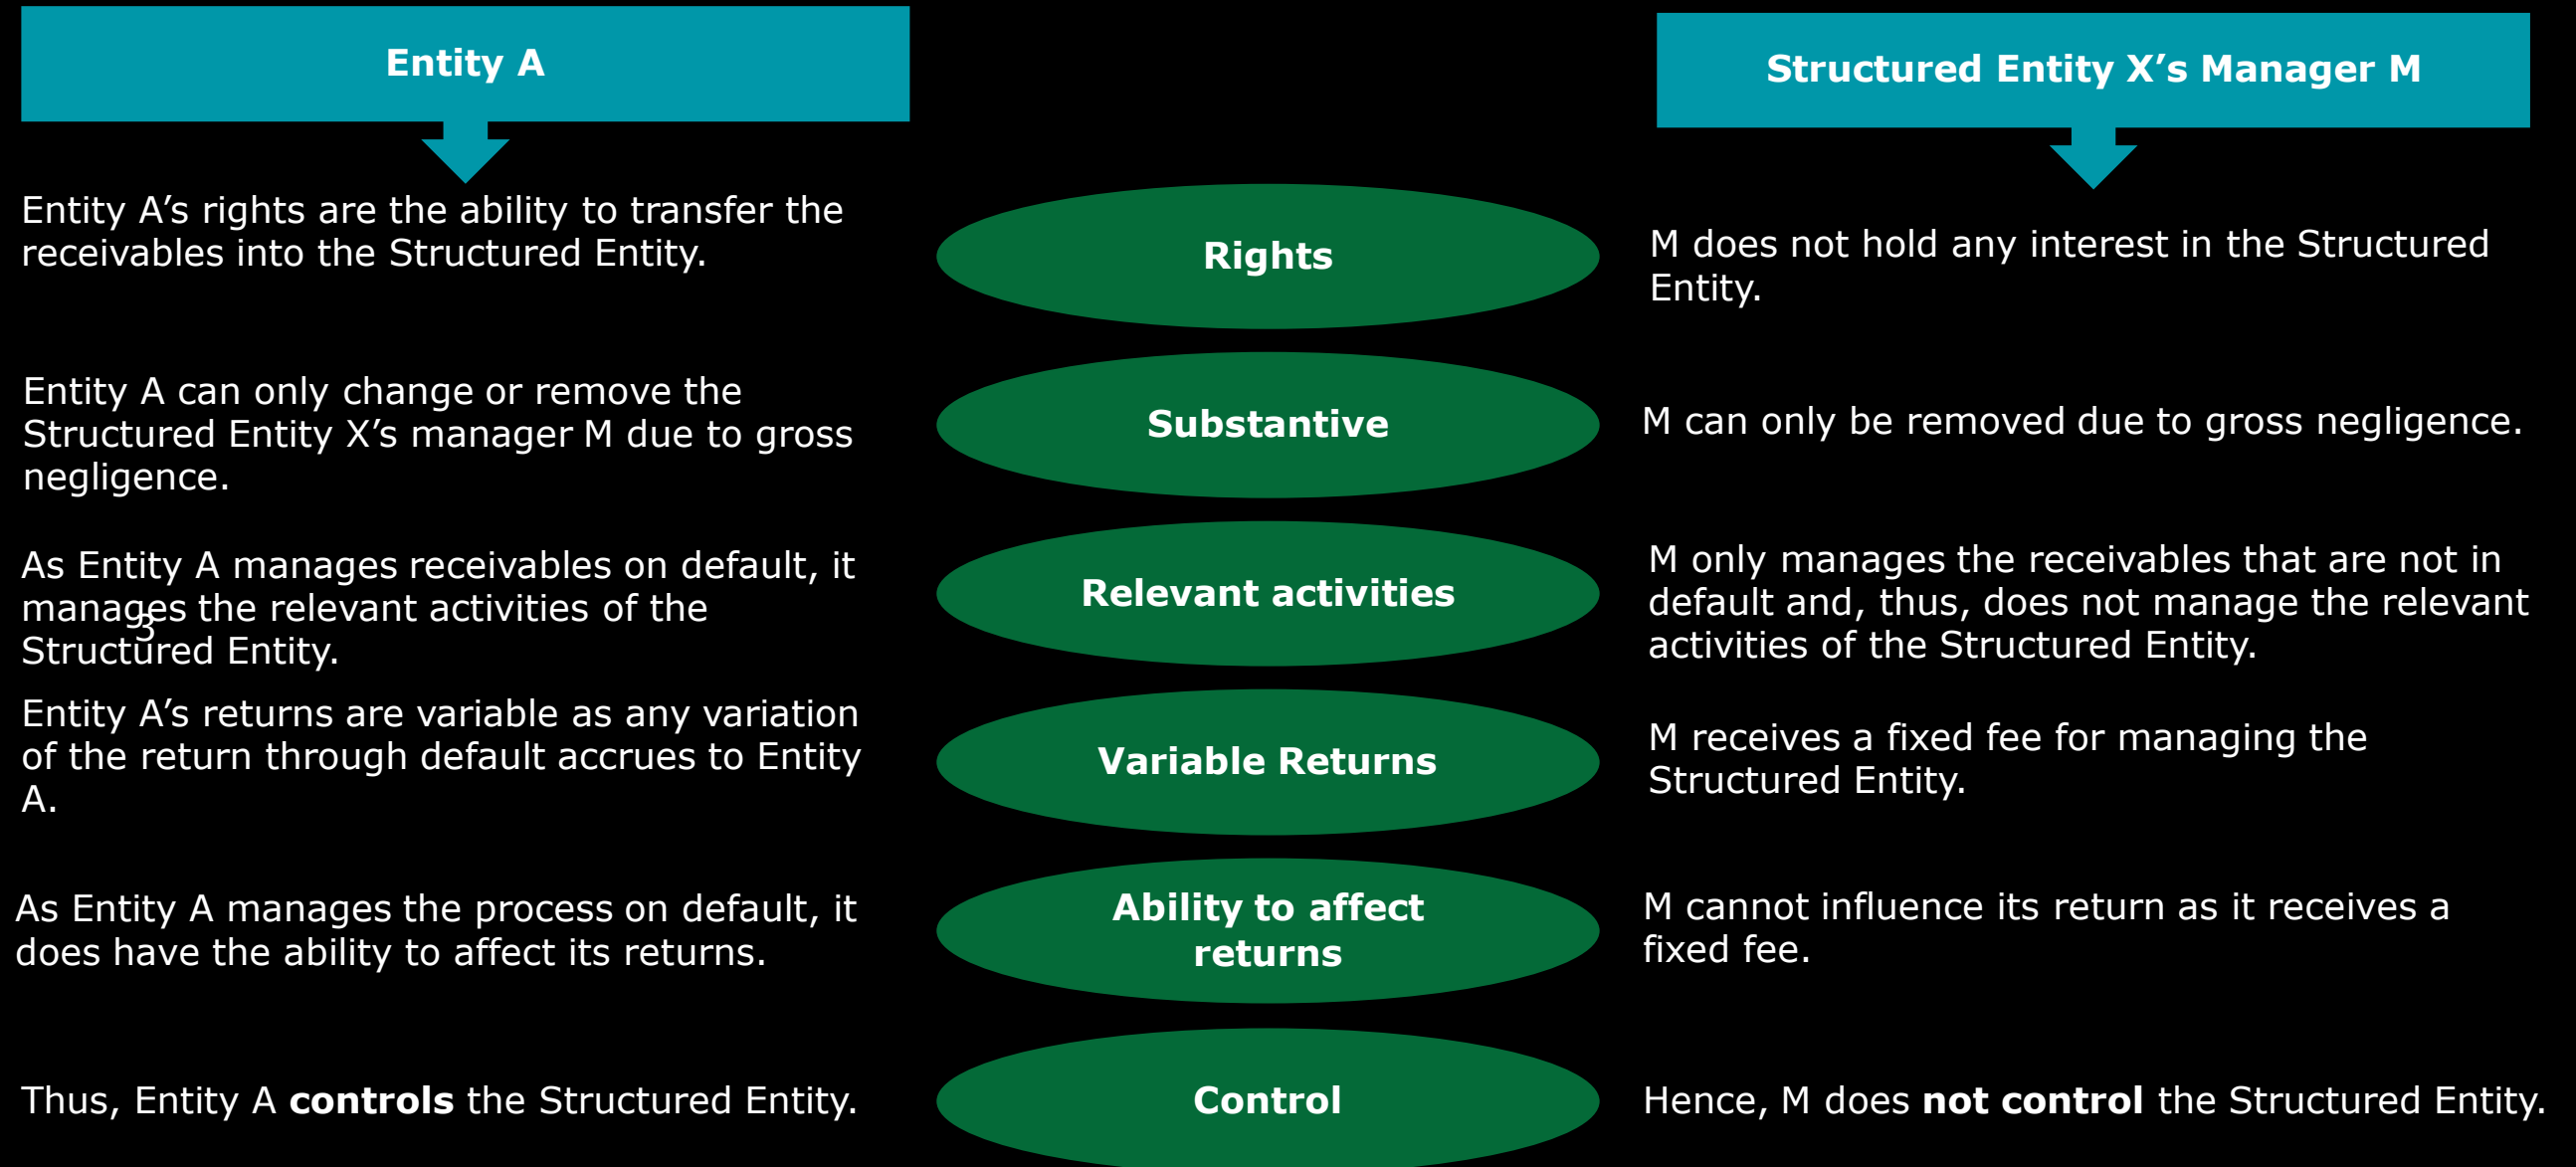 Entity A
Structured Entity X’s Manager M
Entity A’s rights are the ability to transfer the
receivables into the Structured Entity.
Rights
M does not hold any interest in the Structured
Entity.
Entity A can only change or remove the
Structured Entity X’s manager M due to gross
negligence.
Substantive
M can only be removed due to gross negligence.
As Entity A manages receivables on default, it
manages the relevant activities of the
3
Structured Entity.
Relevant activities
M only manages the receivables that are not in
default and, thus, does not manage the relevant
activities of the Structured Entity.
Entity A’s returns are variable as any variation
of the return through default accrues to Entity
A.
Variable Returns
M receives a fixed fee for managing the
Structured Entity.
As Entity A manages the process on default, it
does have the ability to affect its returns.
Ability to affect
returns
M cannot influence its return as it receives a
fixed fee.
Thus, Entity A controls the Structured Entity.
Control
Hence, M does not control the Structured Entity.